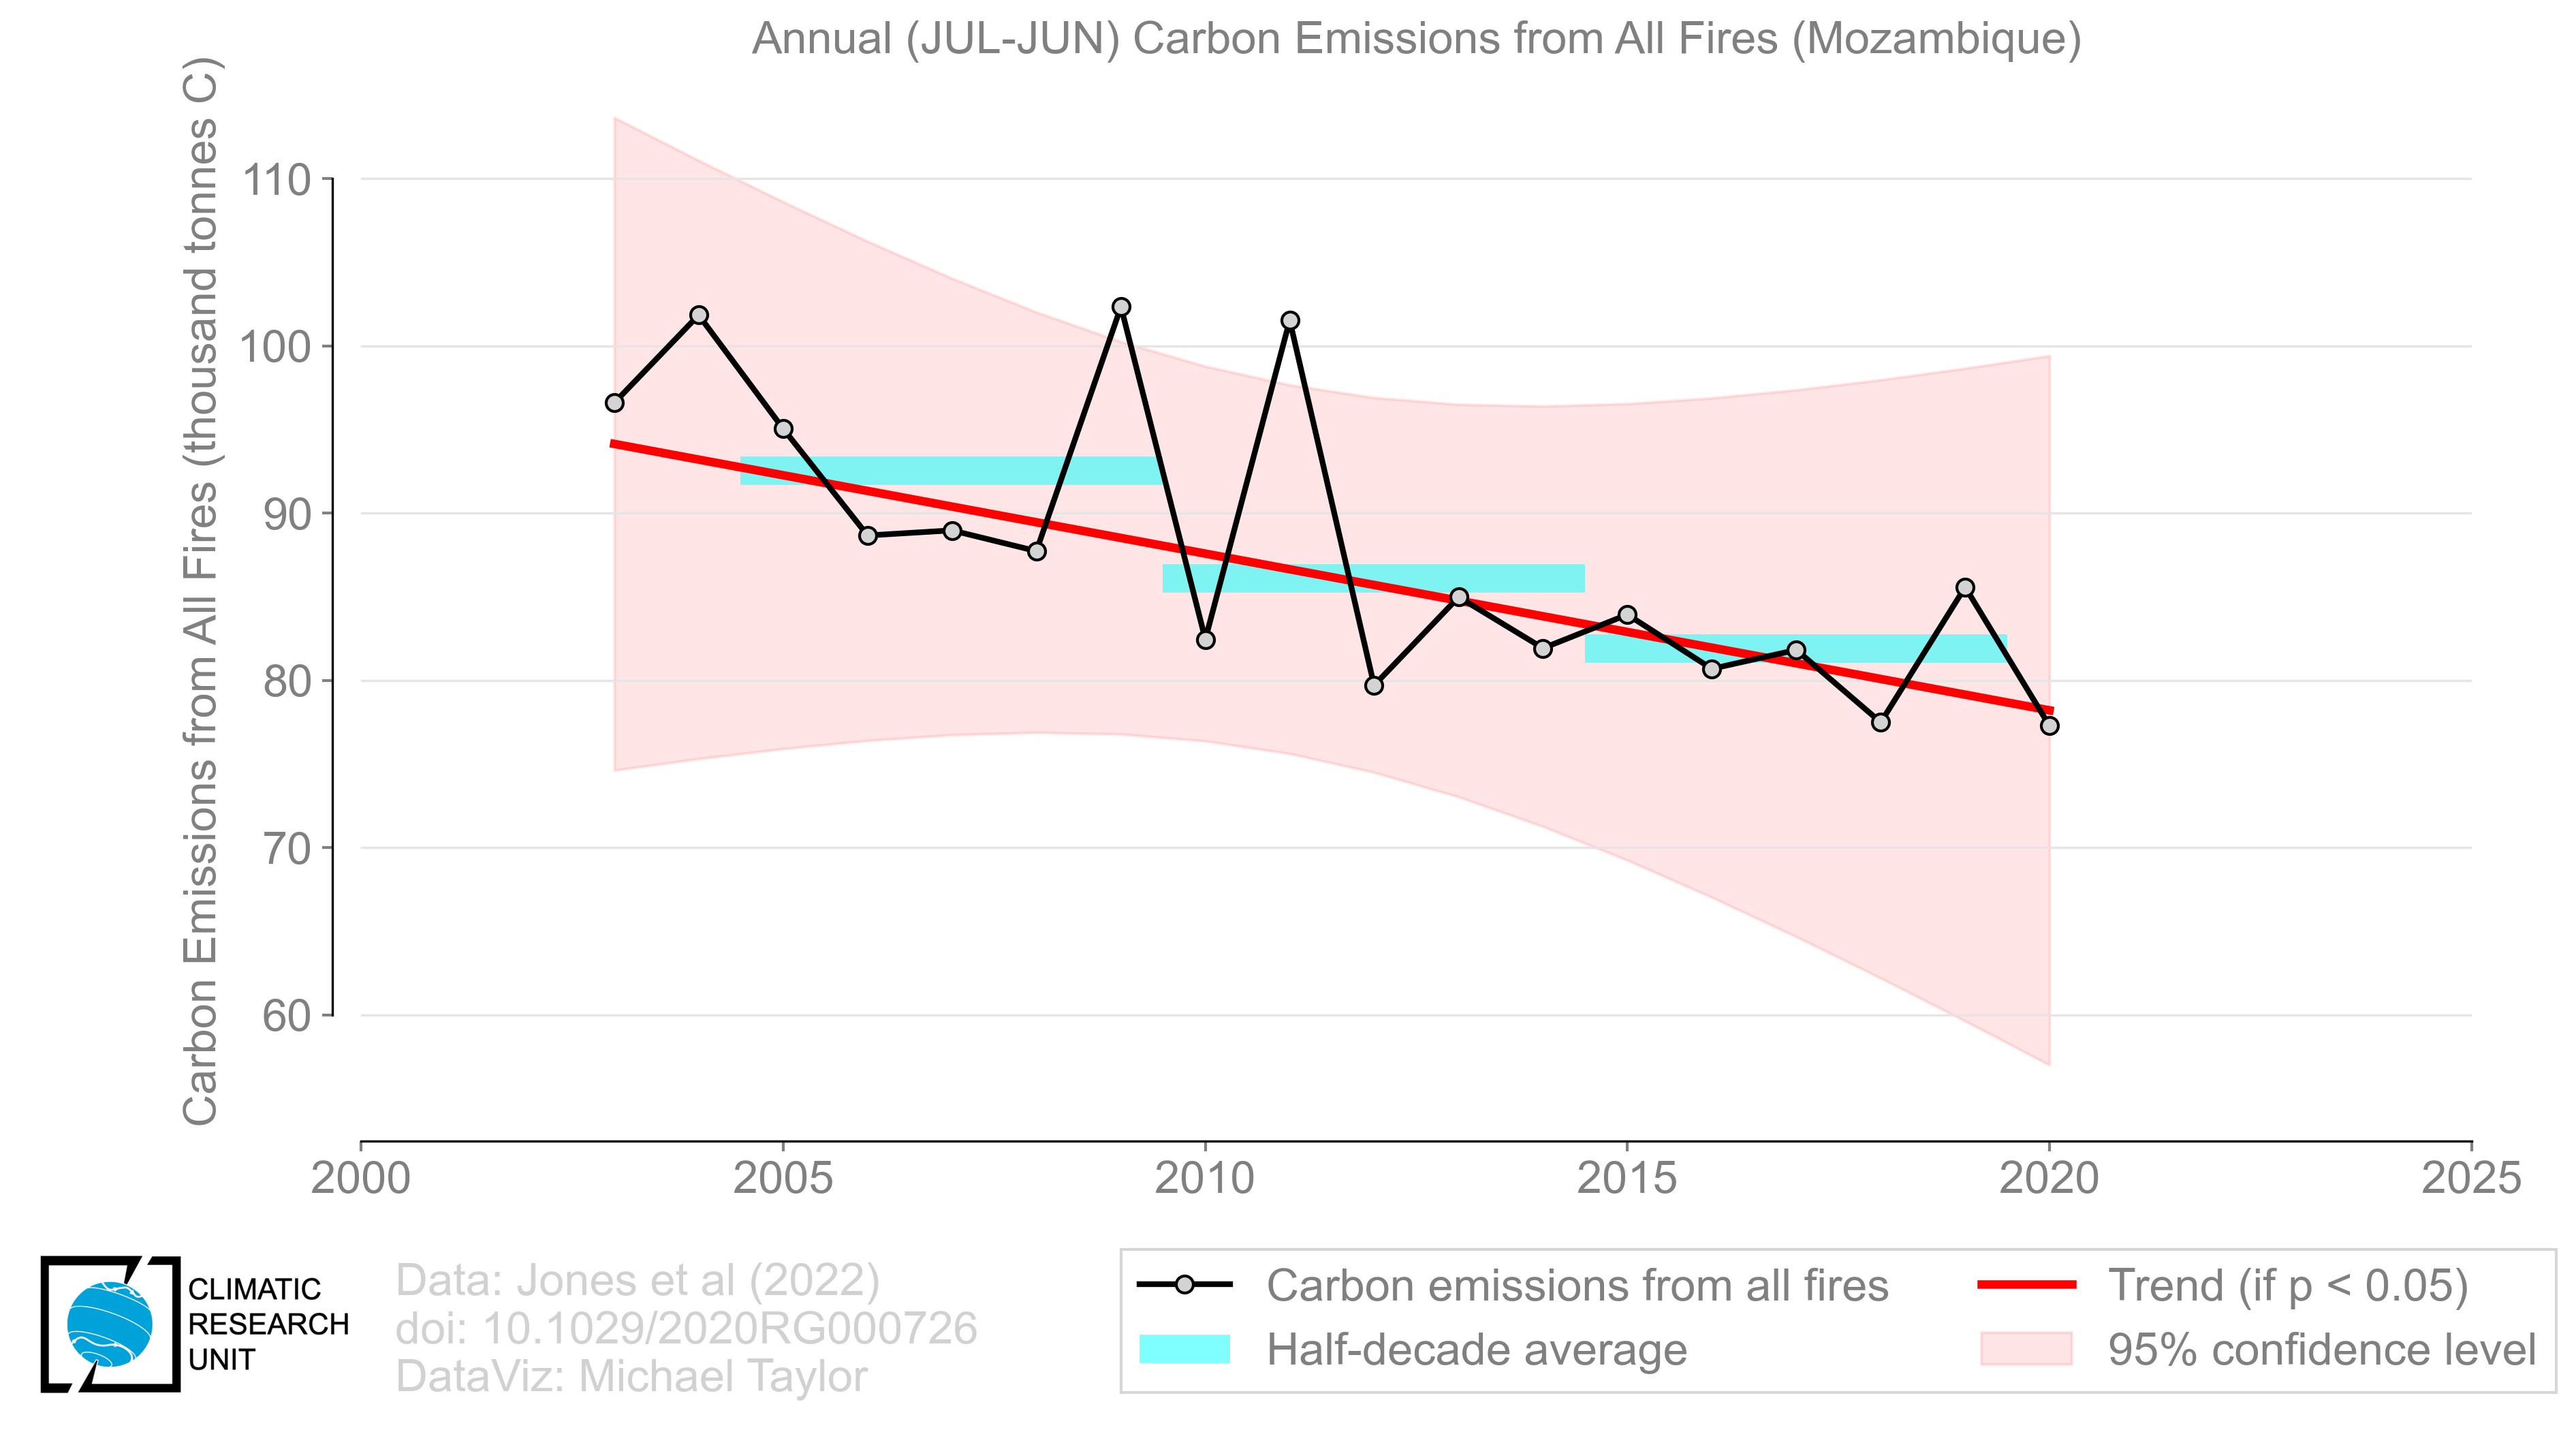 Annual (JUL-JUN) Carbon Emissions from All Fires (Mozambique)
Carbon Emissions from All Fires (thousand tonnes C)
110
100
90
80
70
60
2000 2005 2010 2015 2020 2025
CLIMATIC
RESEARCH
UNIT
Data: Jones et al (2022)
doi: 10.1029/2020RG000726
DataViz: Michael Taylor
Carbon emissions from all fires
Half-decade average
Trend (if p < 0.05)
95% confidence level